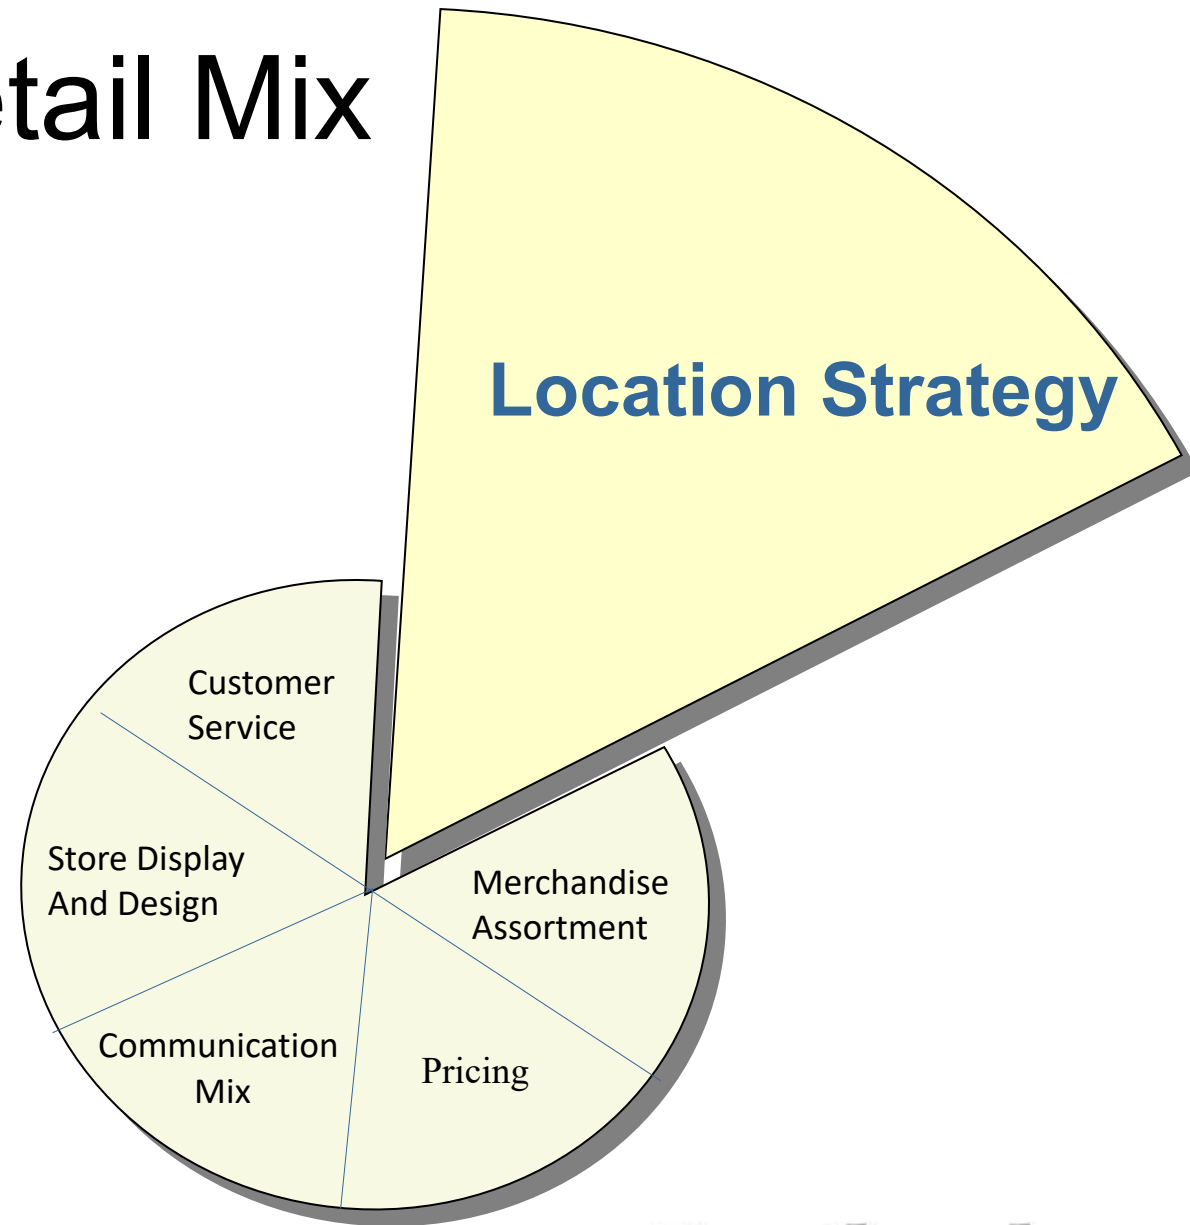 etail Mix
Location Strategy
Customer
Service
Store Display
And Design
Merchandise
Assortment
Communication
Mix
Pricing